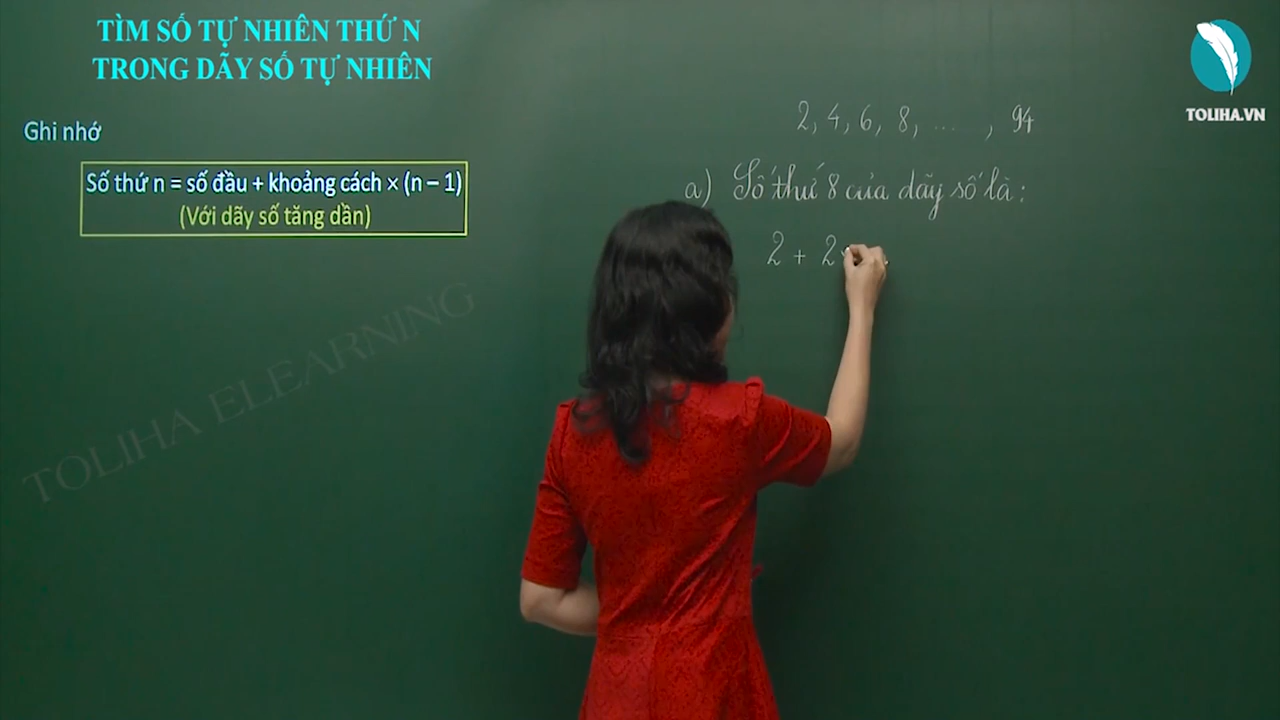 TÌM SỐ TỰ NHIÊN THỨ N
TRONG DÃY SỐ TỰ NHIÊN
TOLIHA.VN
Ghi nhớ
Số thứ n = số đầu + khoảng cách × (n – 1)
(Với dãy số tăng dần)
2, 4, 6, 8, ... , 94
a) Số thứ 8 của dãy số là:
2 + 2
TOLIHA ELEARNING